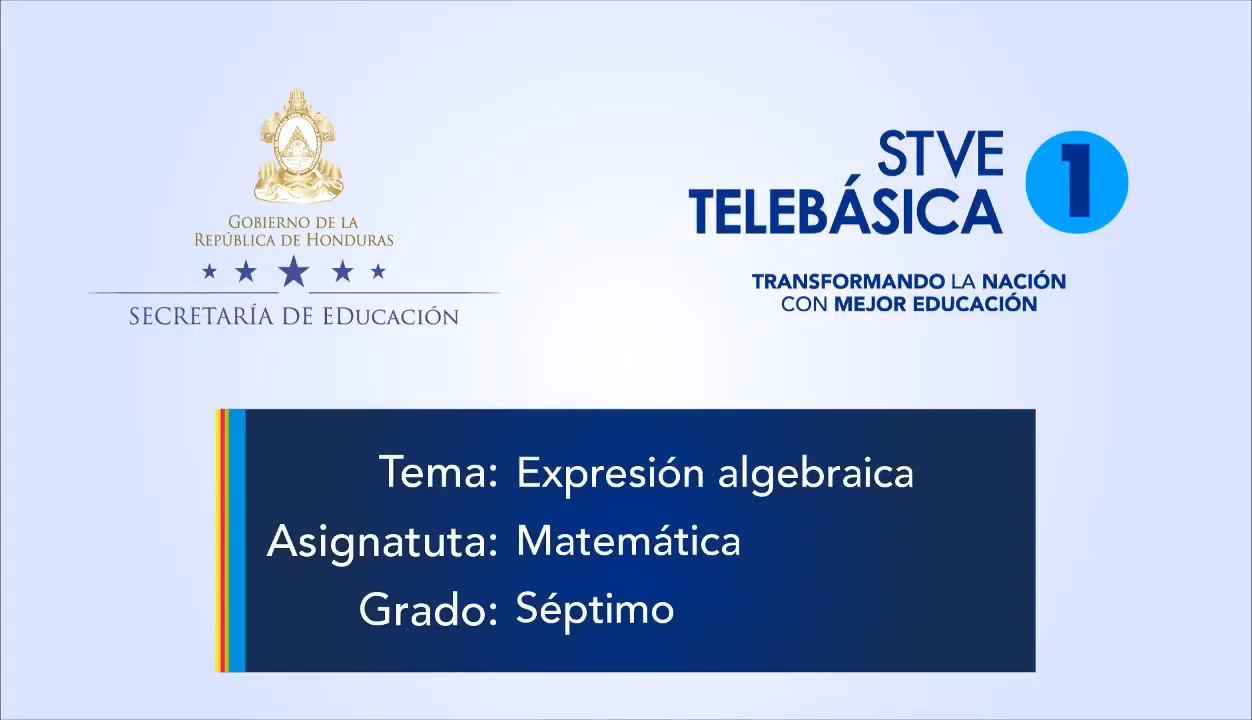 GOBIERNO DE LA
REPÚBLICA DE HONDURAS
SECRETARÍA DE EDUCACIÓN
STVE
TELEBÁSICA
1
TRANSFORMANDO LA NACIÓN
CON MEJOR EDUCACIÓN
Tema: Expresión algebraica
Asignatuta: Matemática
Grado: Séptimo